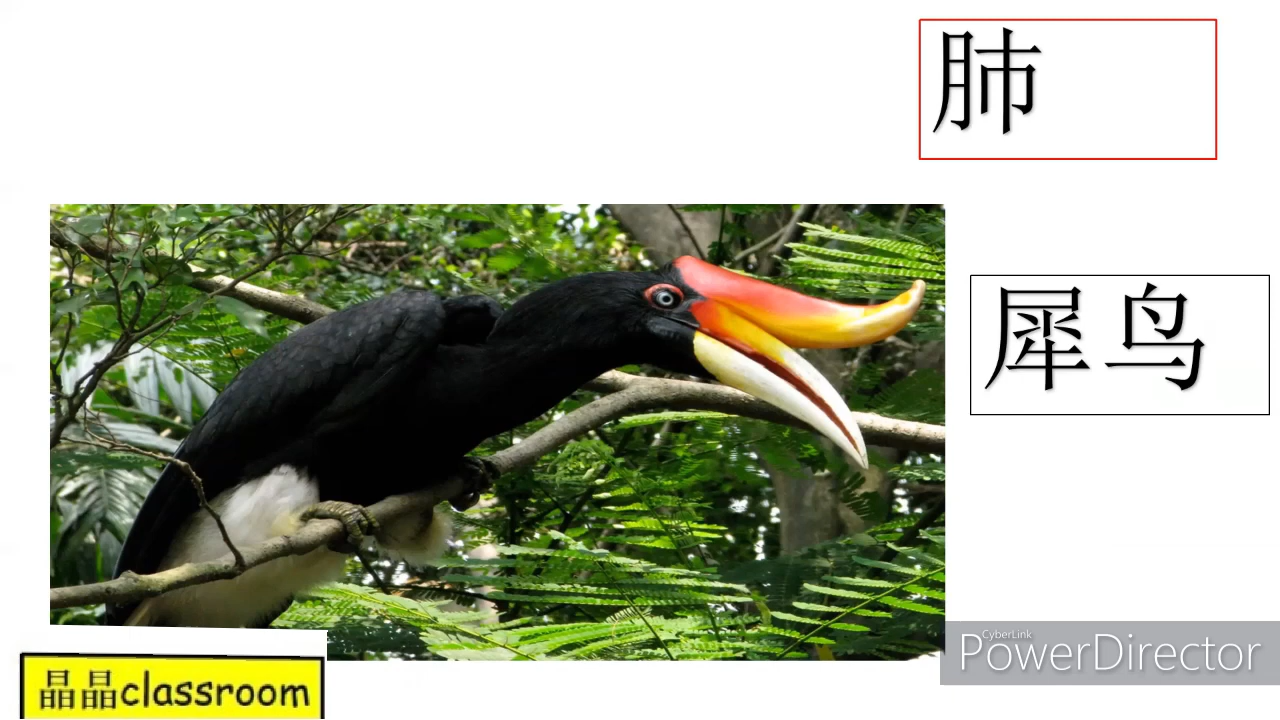 肺
犀鸟
CyberLink
PowerDirector
晶晶classroom